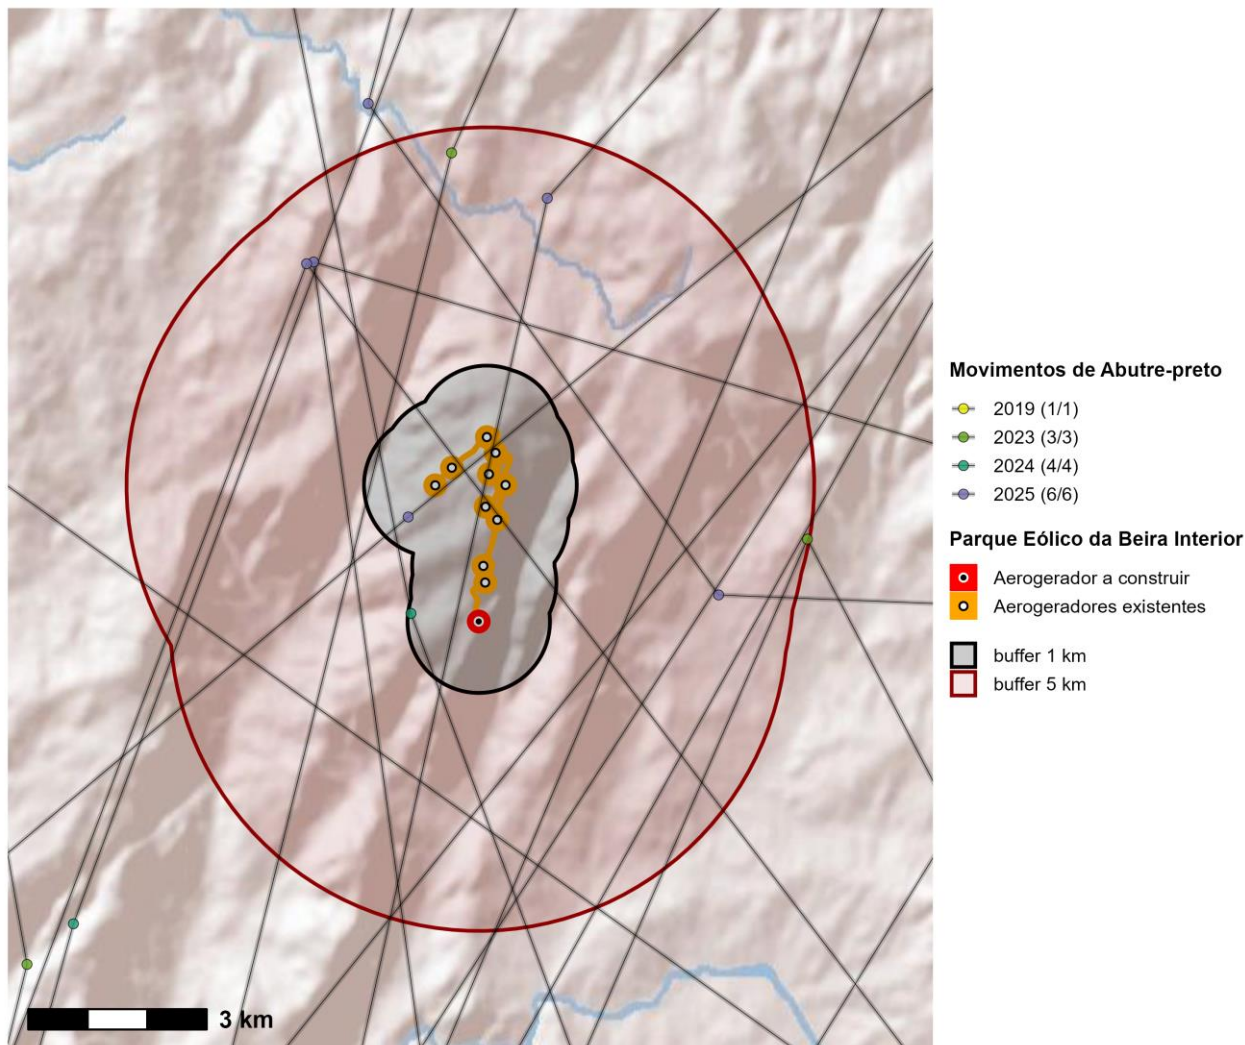 Movimentos de Abutre-preto
2019 (1/1)
2023 (3/3)
2024 (4/4)
2025 (6/6)
Parque Eólico da Beira Interior
Aerogerador a construir
Aerogeradores existentes
buffer 1 km
buffer 5 km
3 km